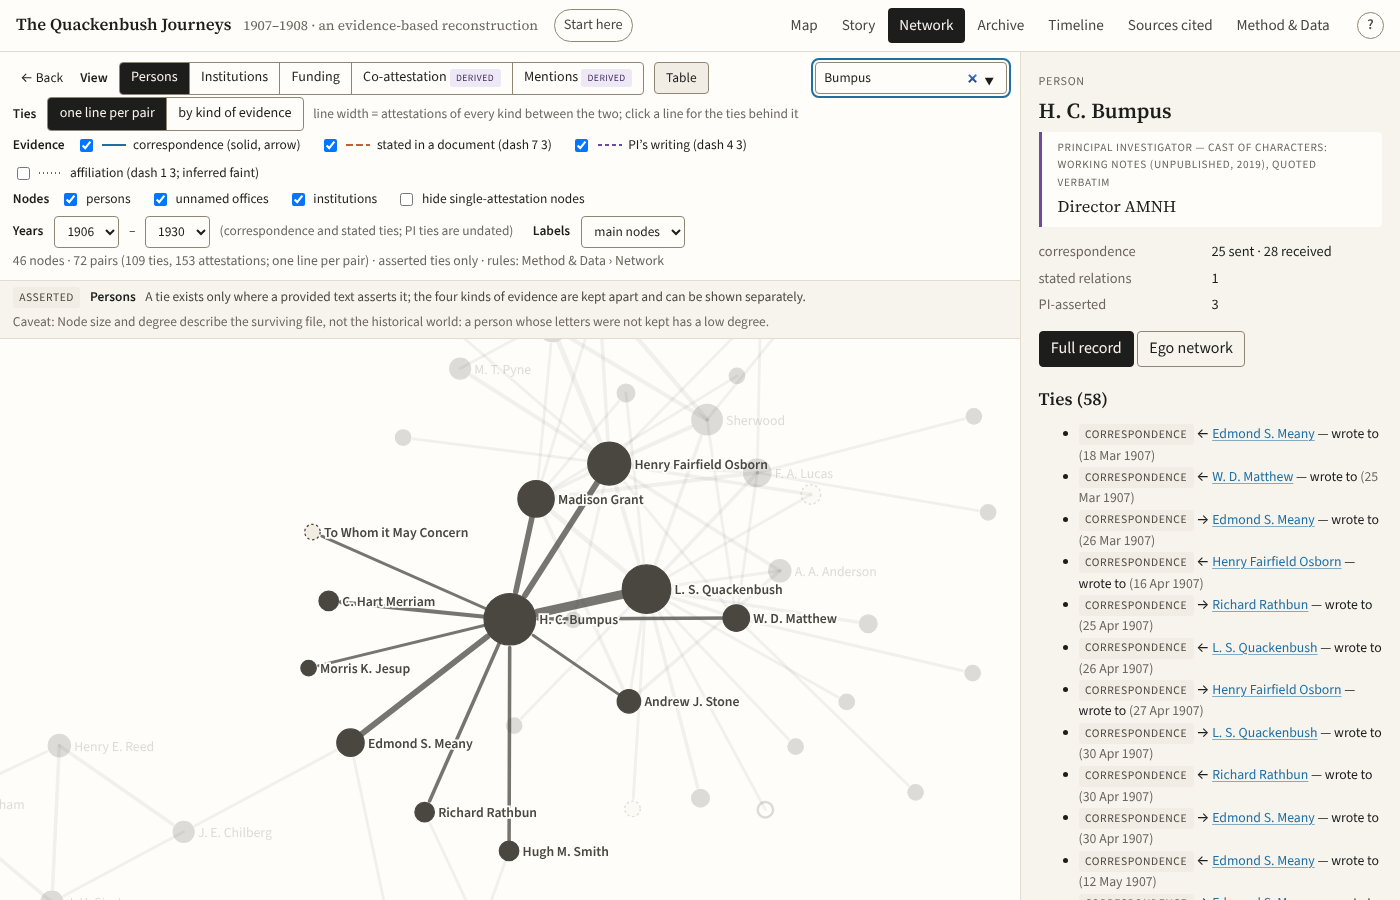 The Quackenbush Journeys 1907–1908 · an evidence-based reconstruction Start here Map Story Network Archive Timeline Sources cited Method & Data ?
← Back View Persons Institutions Funding Co-attestation DERIVED Mentions DERIVED Table Bumpus × ▼
Ties one line per pair by kind of evidence line width = attestations of every kind between the two; click a line for the ties behind it
Evidence correspondence (solid, arrow) stated in a document (dash 7 3) PI's writing (dash 4 3)
affiliation (dash 1 3; inferred faint)
Nodes persons unnamed offices institutions hide single-attestation nodes
Years 1906 – 1930 (correspondence and stated ties; PI ties are undated) Labels main nodes
46 nodes · 72 pairs (109 ties, 153 attestations; one line per pair) · asserted ties only · rules: Method & Data › Network
ASSERTED Persons A tie exists only where a provided text asserts it; the four kinds of evidence are kept apart and can be shown separately.
Caveat: Node size and degree describe the surviving file, not the historical world: a person whose letters were not kept has a low degree.
M. T. Pyne
Sherwood
Henry Fairfield Osborn
F. A. Lucas
Madison Grant
To Whom it May Concern
A. A. Anderson
L. S. Quackenbush
C. Hart Merriam
H. C. Bumpus
W. D. Matthew
Morris K. Jesup
Andrew J. Stone
Edmond S. Meany
Henry E. Reed
ham
Richard Rathbun
J. E. Chilberg
Hugh M. Smith
PERSON
H. C. Bumpus
PRINCIPAL INVESTIGATOR — CAST OF CHARACTERS:
WORKING NOTES (UNPUBLISHED, 2019), QUOTED
VERBATIM
Director AMNH
correspondence 25 sent · 28 received
stated relations 1
PI-asserted 3
Full record Ego network
Ties (58)
• CORRESPONDENCE ← Edmond S. Meany — wrote to
(18 Mar 1907)
• CORRESPONDENCE ← W. D. Matthew — wrote to (25
Mar 1907)
• CORRESPONDENCE → Edmond S. Meany — wrote to
(26 Mar 1907)
• CORRESPONDENCE ← Henry Fairfield Osborn —
wrote to (16 Apr 1907)
• CORRESPONDENCE → Richard Rathbun — wrote to
(25 Apr 1907)
• CORRESPONDENCE ← L. S. Quackenbush — wrote to
(26 Apr 1907)
• CORRESPONDENCE → Henry Fairfield Osborn —
wrote to (27 Apr 1907)
• CORRESPONDENCE → L. S. Quackenbush — wrote to
(30 Apr 1907)
• CORRESPONDENCE ← Richard Rathbun — wrote to
(30 Apr 1907)
• CORRESPONDENCE → Edmond S. Meany — wrote to
(30 Apr 1907)
• CORRESPONDENCE ← Edmond S. Meany — wrote to
(12 May 1907)